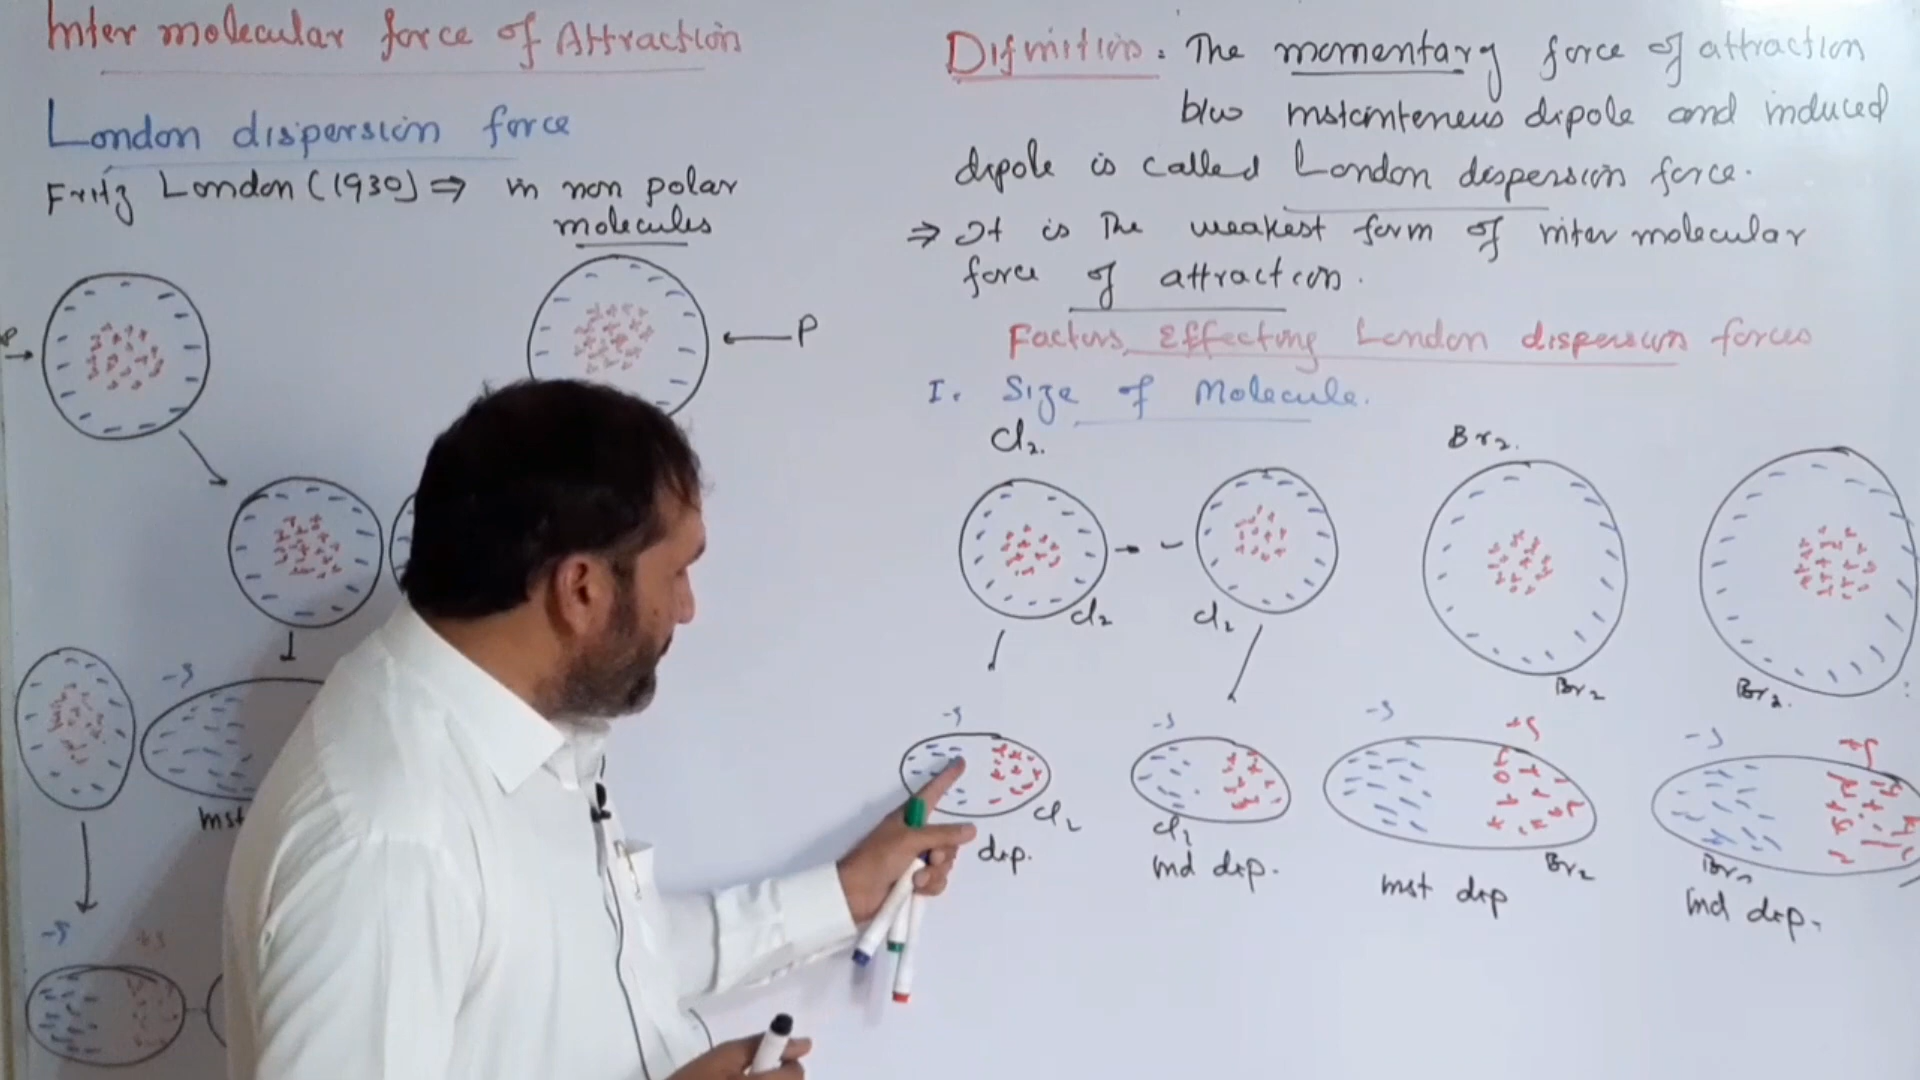 Inter molecular force of Attraction
London dispersion force
Fritz London (1930) ⇒ in non polar
molecules
P
P
-δ
inst
-δ +δ
Difinition: The momentary force of attraction
b/w instanteneus dipole and induced
dipole is called London dispersion force.
⇒ It is The weakest form of inter molecular
force of attraction.
Factors Effecting London dispersion forces
I. Size of Molecule.
Cl2. Br2.
Cl2 Cl2 Br2 Br2.
-δ -δ -δ +δ -δ +δ
Cl2 Cl2 Br2 Br2
dip. ind dip. inst dip ind dip.